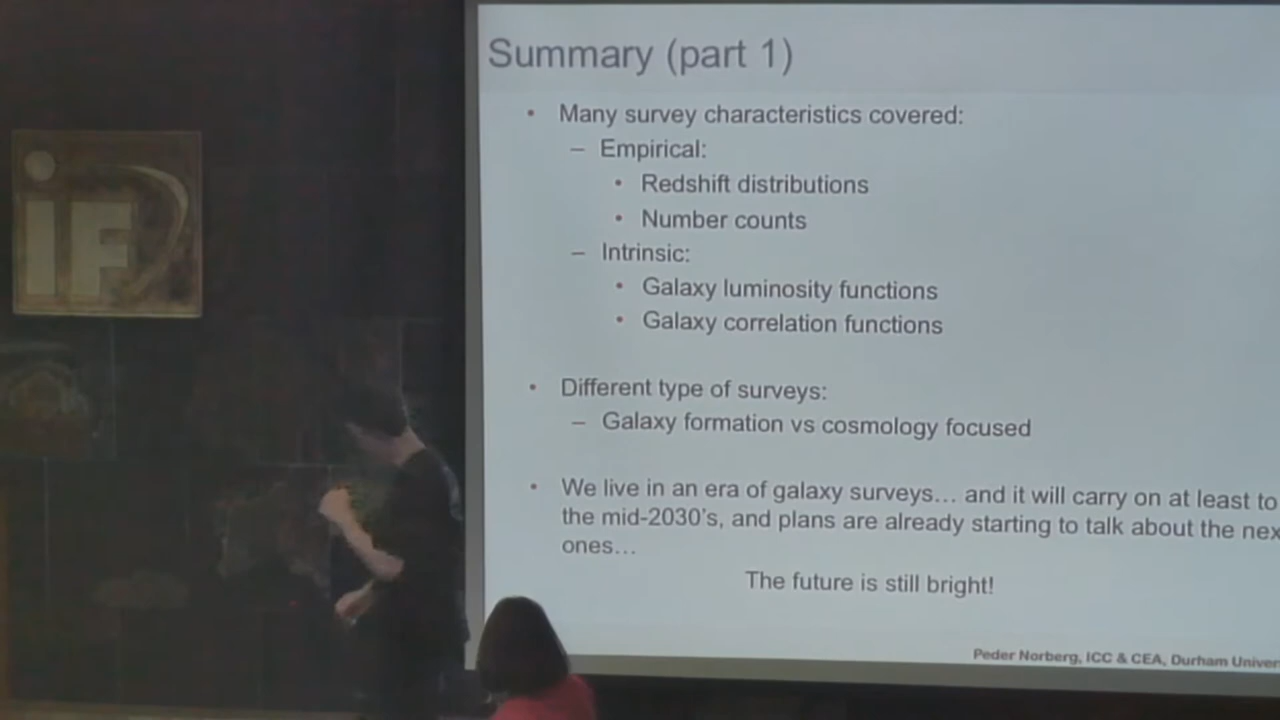 iF
Summary (part 1)
• Many survey characteristics covered:
– Empirical:
• Redshift distributions
• Number counts
– Intrinsic:
• Galaxy luminosity functions
• Galaxy correlation functions
• Different type of surveys:
– Galaxy formation vs cosmology focused
• We live in an era of galaxy surveys… and it will carry on at least to
the mid-2030's, and plans are already starting to talk about the nex
ones…
The future is still bright!
Peder Norberg, ICC & CEA, Durham Univer